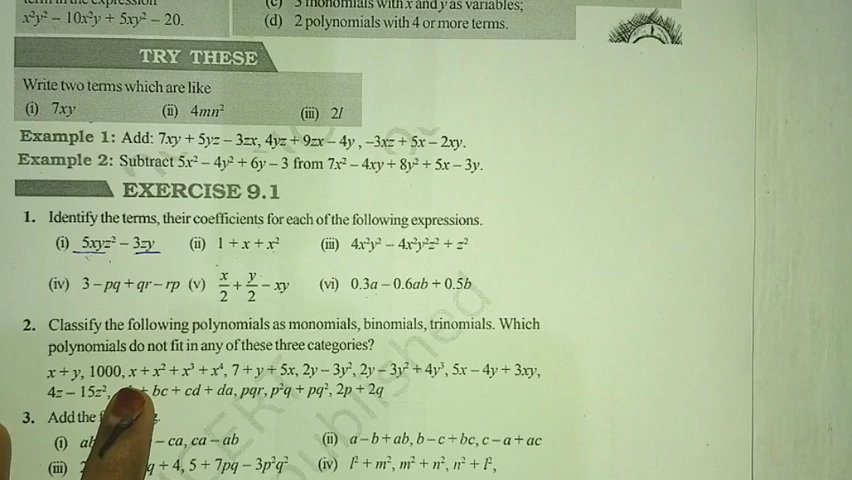 x²y² – 10x²y + 5xy² – 20.
(c) 3 monomials with x and y as variables;
(d) 2 polynomials with 4 or more terms.
TRY THESE
Write two terms which are like
(i) 7xy (ii) 4mn² (iii) 2l
Example 1: Add: 7xy + 5yz – 3zx, 4yz + 9zx – 4y , –3xz + 5x – 2xy.
Example 2: Subtract 5x² – 4y² + 6y – 3 from 7x² – 4xy + 8y² + 5x – 3y.
EXERCISE 9.1
1. Identify the terms, their coefficients for each of the following expressions.
(i) 5xyz² – 3zy (ii) 1 + x + x² (iii) 4x²y² – 4x²y²z² + z²
(iv) 3 – pq + qr – rp (v) x/2 + y/2 – xy (vi) 0.3a – 0.6ab + 0.5b
2. Classify the following polynomials as monomials, binomials, trinomials. Which
polynomials do not fit in any of these three categories?
x + y, 1000, x + x² + x³ + x⁴, 7 + y + 5x, 2y – 3y², 2y – 3y² + 4y³, 5x – 4y + 3xy,
4z – 15z², + bc + cd + da, pqr, p²q + pq², 2p + 2q
3. Add the
(i) – ca, ca – ab (ii) a – b + ab, b – c + bc, c – a + ac
(iii) + 4, 5 + 7pq – 3p²q² (iv) l² + m², m² + n², n² + l²,